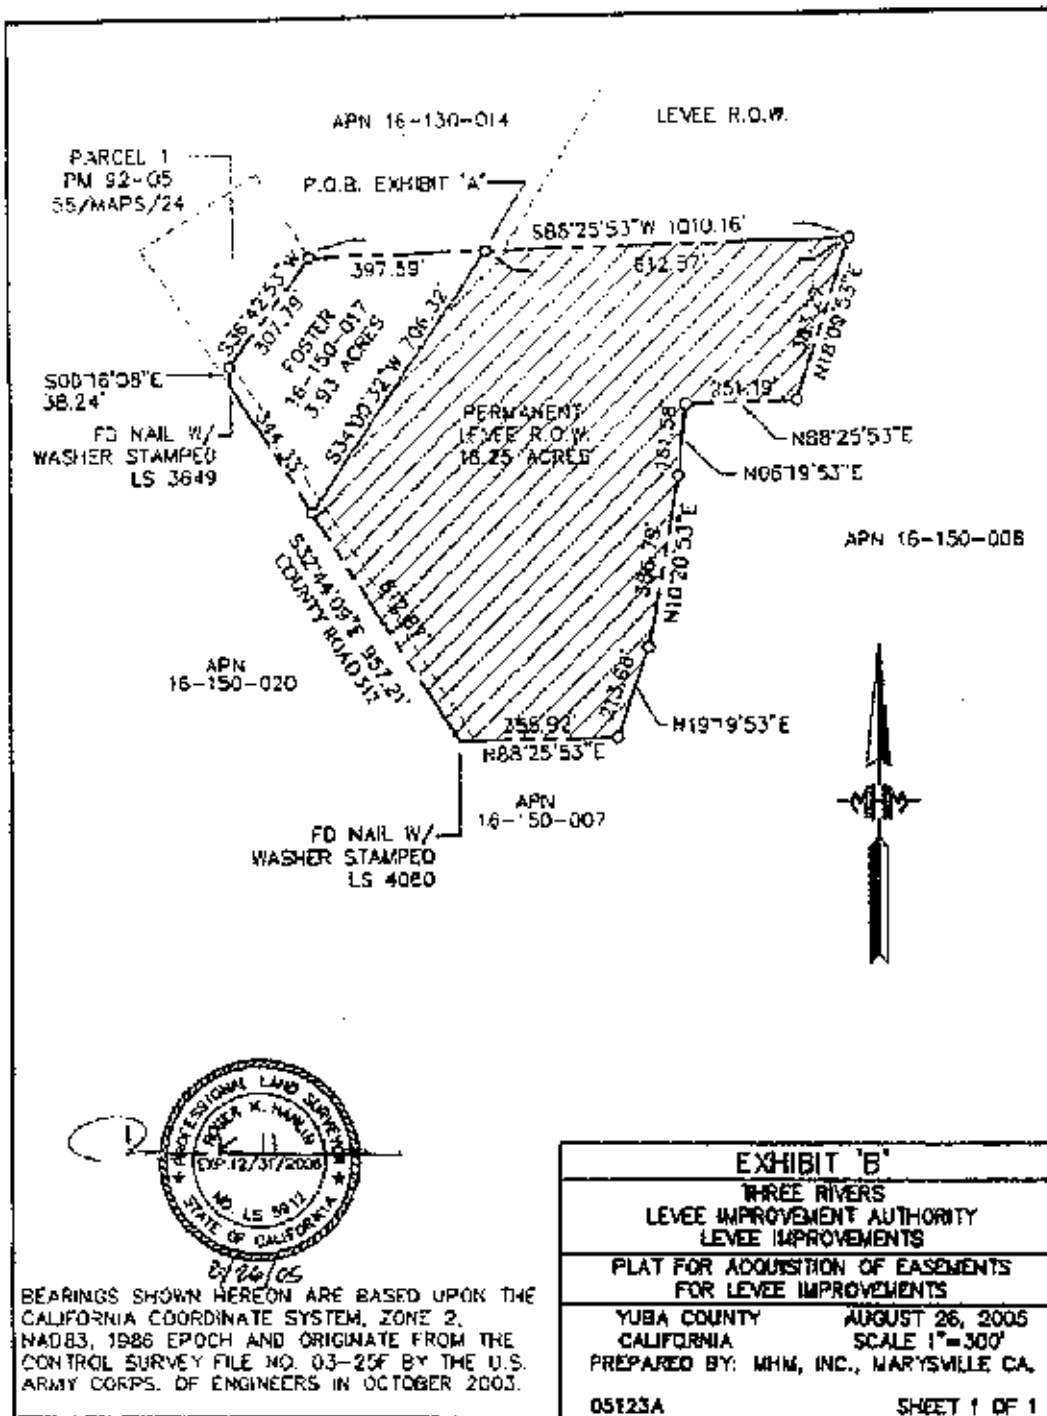 APN 16-130-014
LEVEE R.O.W.
PARCEL 1
PM 92-05
55/MAPS/24
P.O.B. EXHIBIT "A"
S88°25'53"W 1010.16'
397.59'
612.57'
S36°42'53"W
307.79'
FOSTER
16-150-017
3.93 ACRES
S34°00'32"W 706.32'
N18°09'53"E
S00°16'08"E
38.24'
FD NAIL W/
WASHER STAMPED
LS 3649
344.33'
PERMANENT
LEVEE R.O.W.
16.25 ACRES
N88°25'53"E
N06°19'53"E
APN 16-150-008
386.78'
N10°20'53"E
S32°44'09"E 957.21'
COUNTY ROAD 512
APN
16-150-020
213.68'
N19°19'53"E
N88°25'53"E
APN
16-150-007
FD NAIL W/
WASHER STAMPED
LS 4080
PROFESSIONAL LAND SURVEYOR
EXP.12/31/2006
NO. LS 5912
STATE OF CALIFORNIA
BEARINGS SHOWN HEREON ARE BASED UPON THE
CALIFORNIA COORDINATE SYSTEM, ZONE 2,
NAD83, 1986 EPOCH AND ORIGINATE FROM THE
CONTROL SURVEY FILE NO. 03-25F BY THE U.S.
ARMY CORPS. OF ENGINEERS IN OCTOBER 2003.
EXHIBIT 'B'
THREE RIVERS
LEVEE IMPROVEMENT AUTHORITY
LEVEE IMPROVEMENTS
PLAT FOR ACQUISITION OF EASEMENTS
FOR LEVEE IMPROVEMENTS
YUBA COUNTY AUGUST 26, 2005
CALIFORNIA SCALE 1"=300'
PREPARED BY: MHM, INC., MARYSVILLE CA.
05123A SHEET 1 OF 1